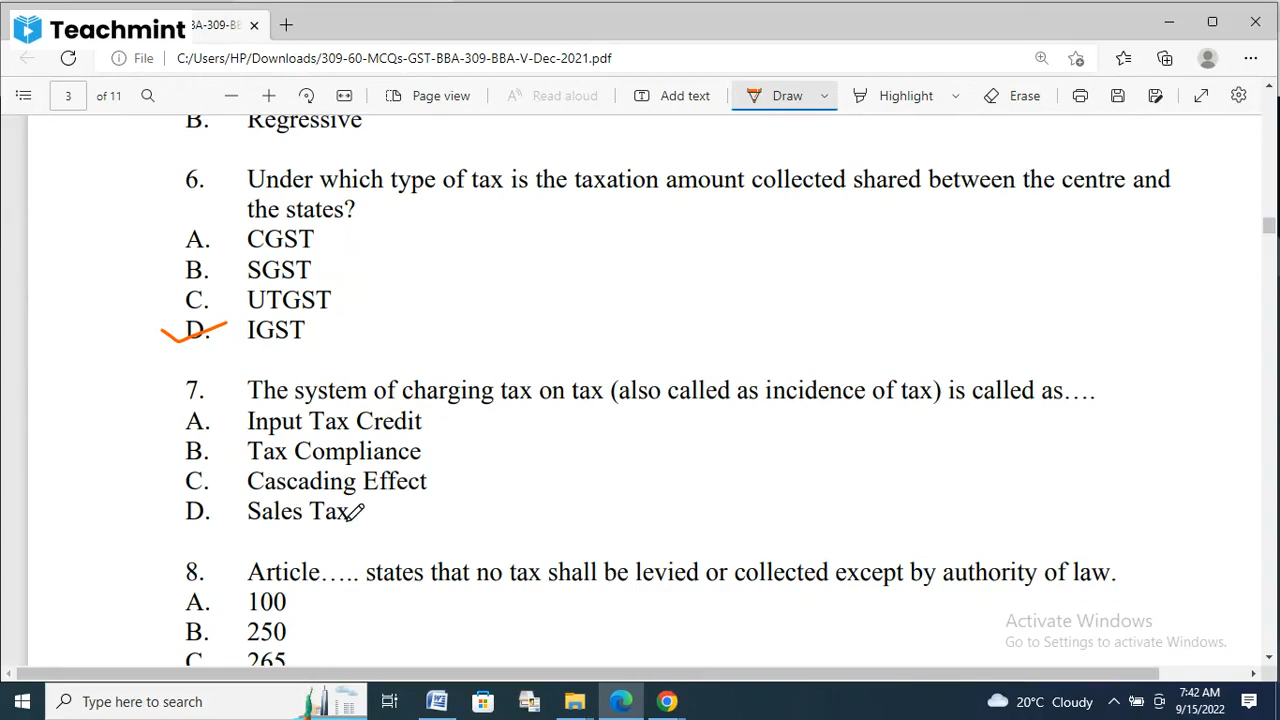 Teachmint
BA-309-BB
File C:/Users/HP/Downloads/309-60-MCQs-GST-BBA-309-BBA-V-Dec-2021.pdf
3 of 11 Page view Read aloud Add text Draw Highlight Erase
B. Regressive
6. Under which type of tax is the taxation amount collected shared between the centre and
the states?
A. CGST
B. SGST
C. UTGST
D. IGST
7. The system of charging tax on tax (also called as incidence of tax) is called as….
A. Input Tax Credit
B. Tax Compliance
C. Cascading Effect
D. Sales Tax
8. Article….. states that no tax shall be levied or collected except by authority of law.
A. 100
B. 250
C. 265
Activate Windows
Go to Settings to activate Windows.
Type here to search
20°C Cloudy
7:42 AM
9/15/2022